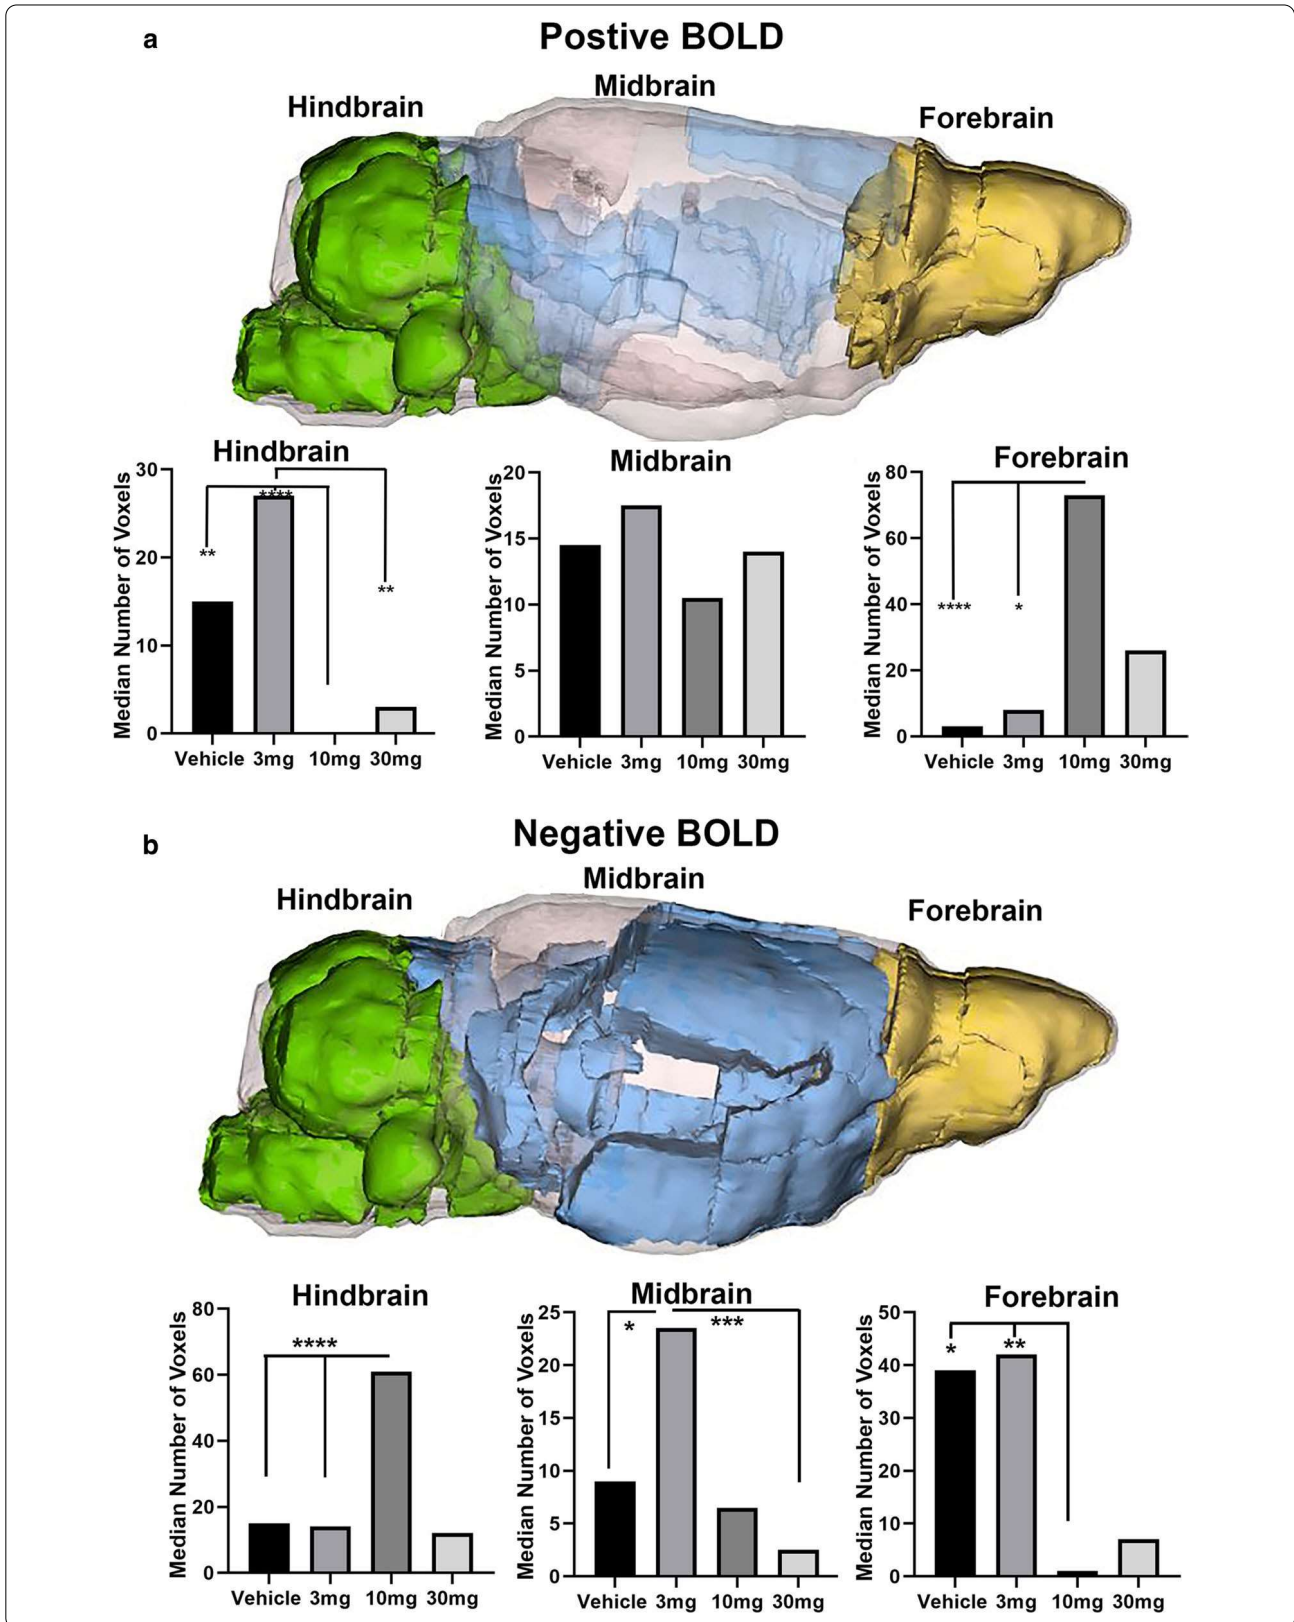 a
Postive BOLD
Midbrain
Hindbrain
Forebrain
Hindbrain
Median Number of Voxels
30
20
10
0
**
****
**
Vehicle 3mg 10mg 30mg
Midbrain
Median Number of Voxels
20
15
10
5
0
Vehicle 3mg 10mg 30mg
Forebrain
Median Number of Voxels
80
60
40
20
0
****
*
Vehicle 3mg 10mg 30mg
b
Negative BOLD
Midbrain
Hindbrain
Forebrain
Hindbrain
Median Number of Voxels
80
60
40
20
0
****
Vehicle 3mg 10mg 30mg
Midbrain
Median Number of Voxels
25
20
15
10
5
0
*
***
Vehicle 3mg 10mg 30mg
Forebrain
Median Number of Voxels
50
40
30
20
10
0
*
**
Vehicle 3mg 10mg 30mg